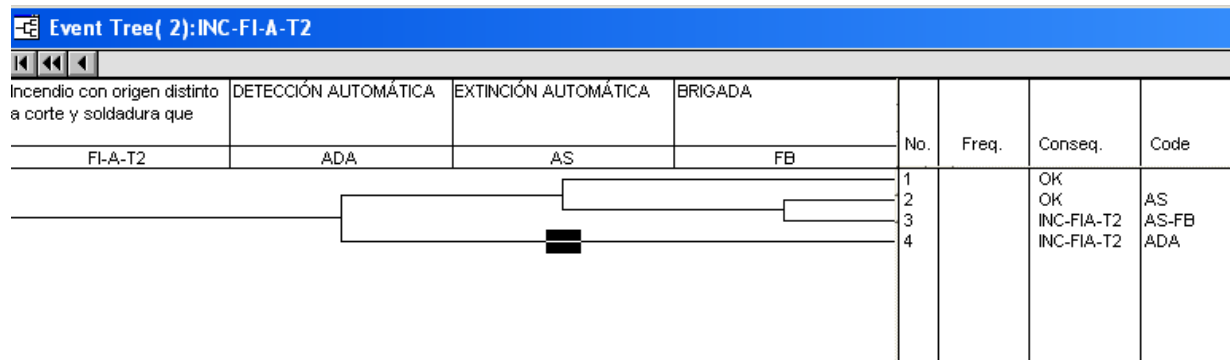 Event Tree( 2):INC-FI-A-T2
Incendio con origen distinto
a corte y soldadura que
DETECCIÓN AUTOMÁTICA
EXTINCIÓN AUTOMÁTICA
BRIGADA
No. Freq. Conseq. Code
FI-A-T2 ADA AS FB
1 OK
2 OK AS
3 INC-FIA-T2 AS-FB
4 INC-FIA-T2 ADA